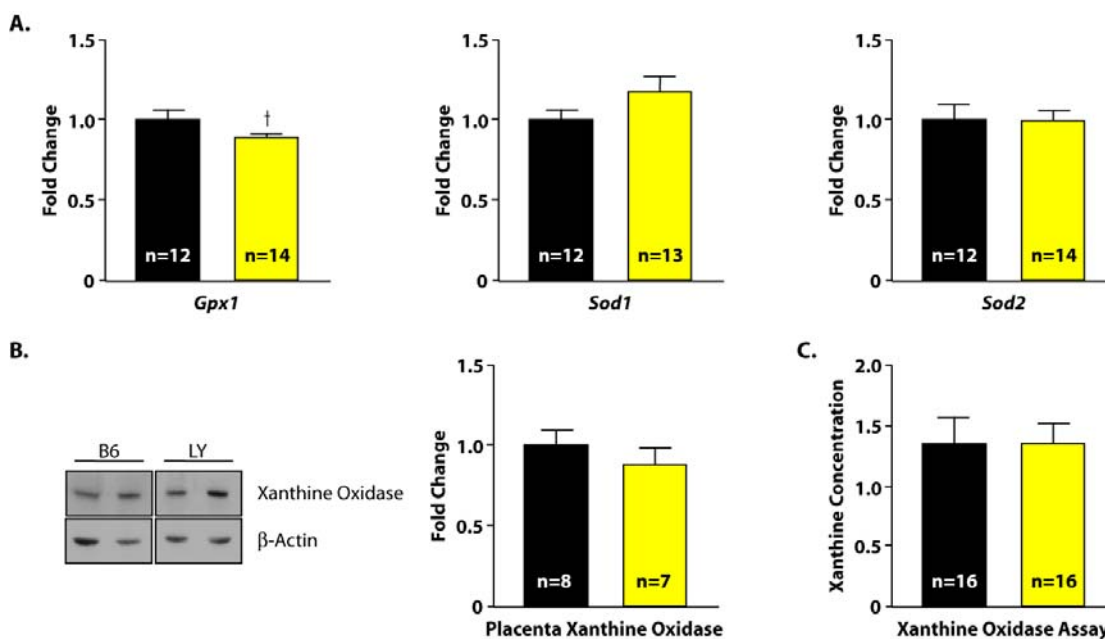 A.
1.5
1.0
0.5
0
Fold Change
†
n=12
n=14
Gpx1
1.5
1.0
0.5
0
Fold Change
n=12
n=13
Sod1
1.5
1.0
0.5
0
Fold Change
n=12
n=14
Sod2
B.
B6
LY
Xanthine Oxidase
β-Actin
1.5
1.0
0.5
0
Fold Change
n=8
n=7
Placenta Xanthine Oxidase
C.
2.0
1.5
1.0
0.5
0
Xanthine Concentration
n=16
n=16
Xanthine Oxidase Assay